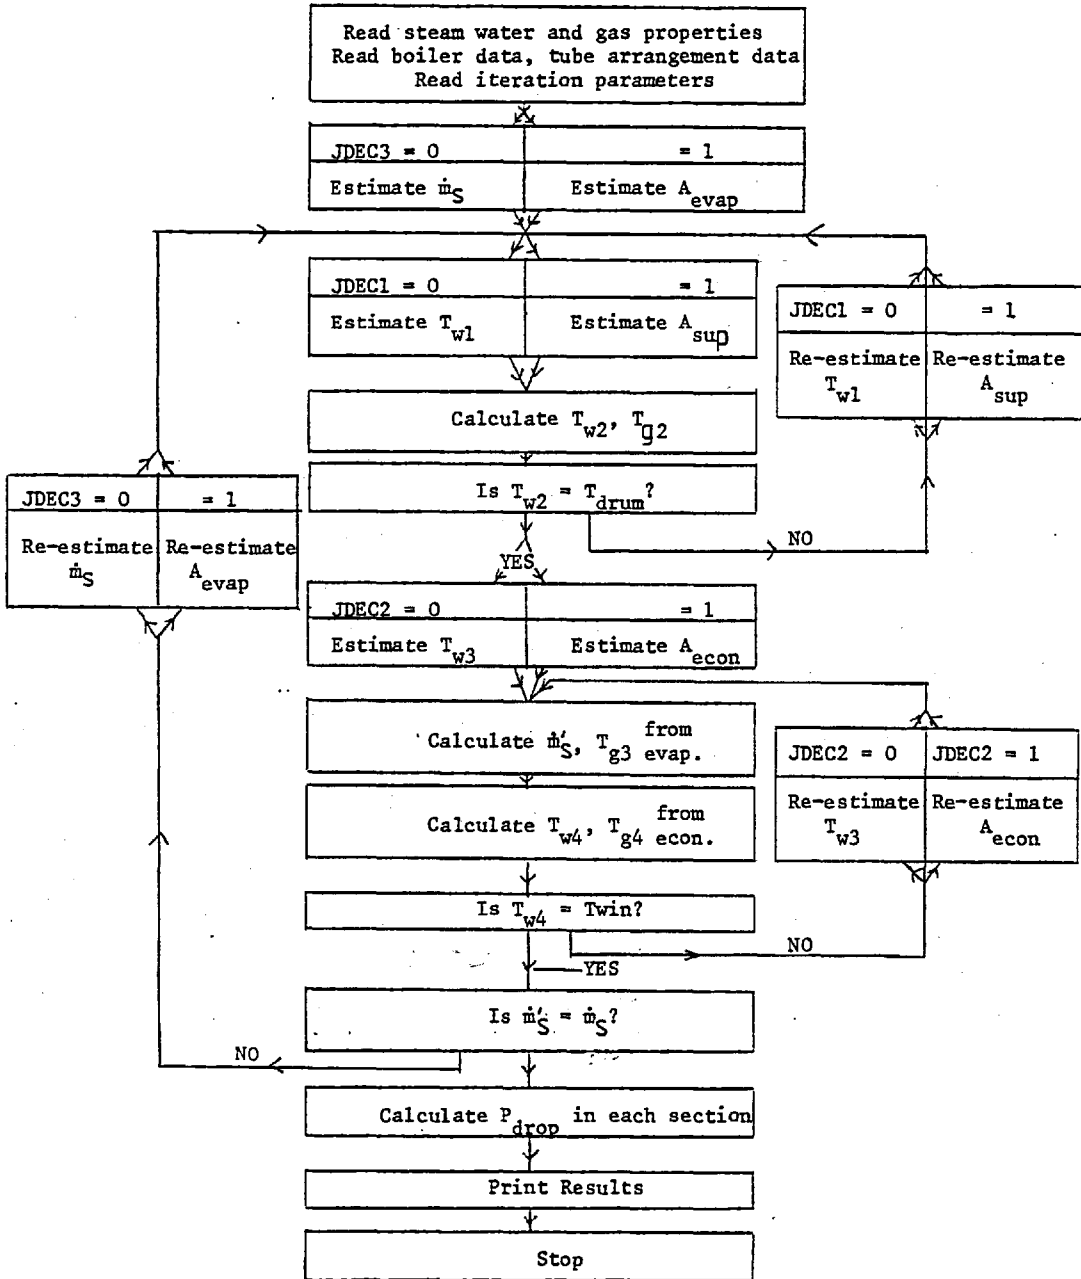 Read steam water and gas properties
Read boiler data, tube arrangement data
Read iteration parameters
JDEC3 = 0 = 1
Estimate ṁS Estimate Aevap
JDEC1 = 0 = 1
Estimate Tw1 Estimate Asup
JDEC1 = 0 = 1
Re-estimate Re-estimate
Tw1 Asup
Calculate Tw2, Tg2
Is Tw2 = Tdrum?
NO
YES
JDEC3 = 0 = 1
Re-estimate Re-estimate
ṁS Aevap
JDEC2 = 0 = 1
Estimate Tw3 Estimate Aecon
Calculate ṁ'S, Tg3 from
evap.
Calculate Tw4, Tg4 from
econ.
JDEC2 = 0 JDEC2 = 1
Re-estimate Re-estimate
Tw3 Aecon
Is Tw4 = Twin?
NO
YES
Is ṁ'S = ṁS?
NO
Calculate Pdrop in each section
Print Results
Stop